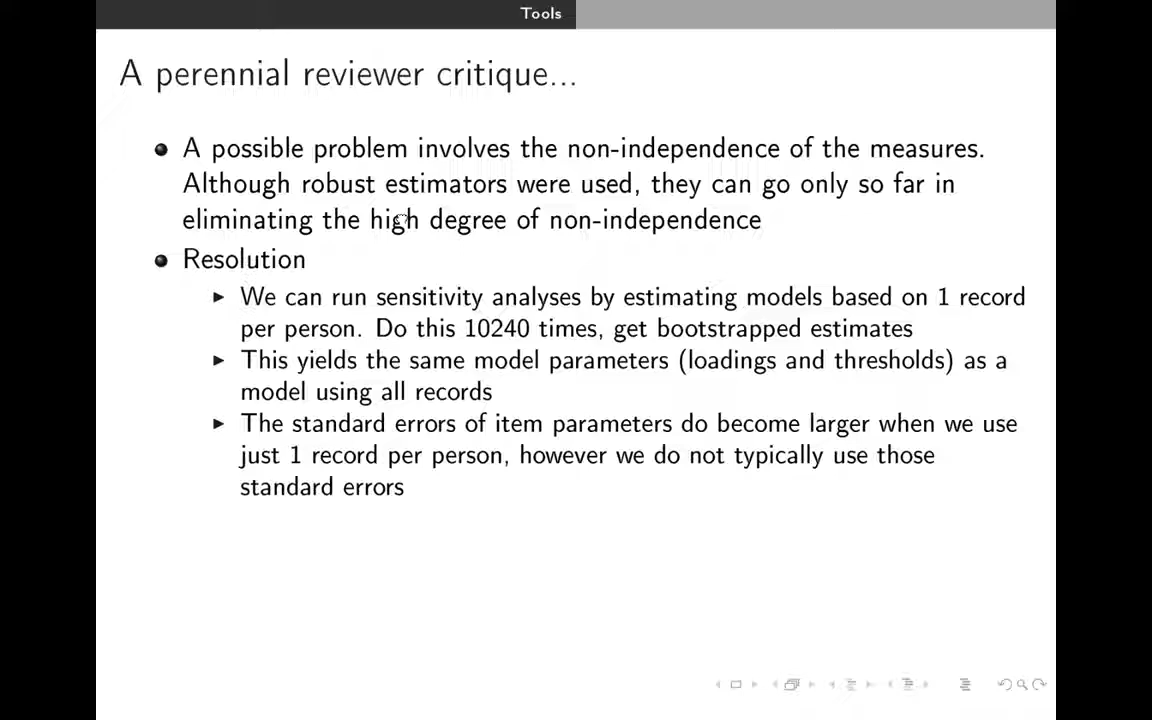 Tools
A perennial reviewer critique...
A possible problem involves the non-independence of the measures.
Although robust estimators were used, they can go only so far in
eliminating the high degree of non-independence
Resolution
We can run sensitivity analyses by estimating models based on 1 record
per person. Do this 10240 times, get bootstrapped estimates
This yields the same model parameters (loadings and thresholds) as a
model using all records
The standard errors of item parameters do become larger when we use
just 1 record per person, however we do not typically use those
standard errors